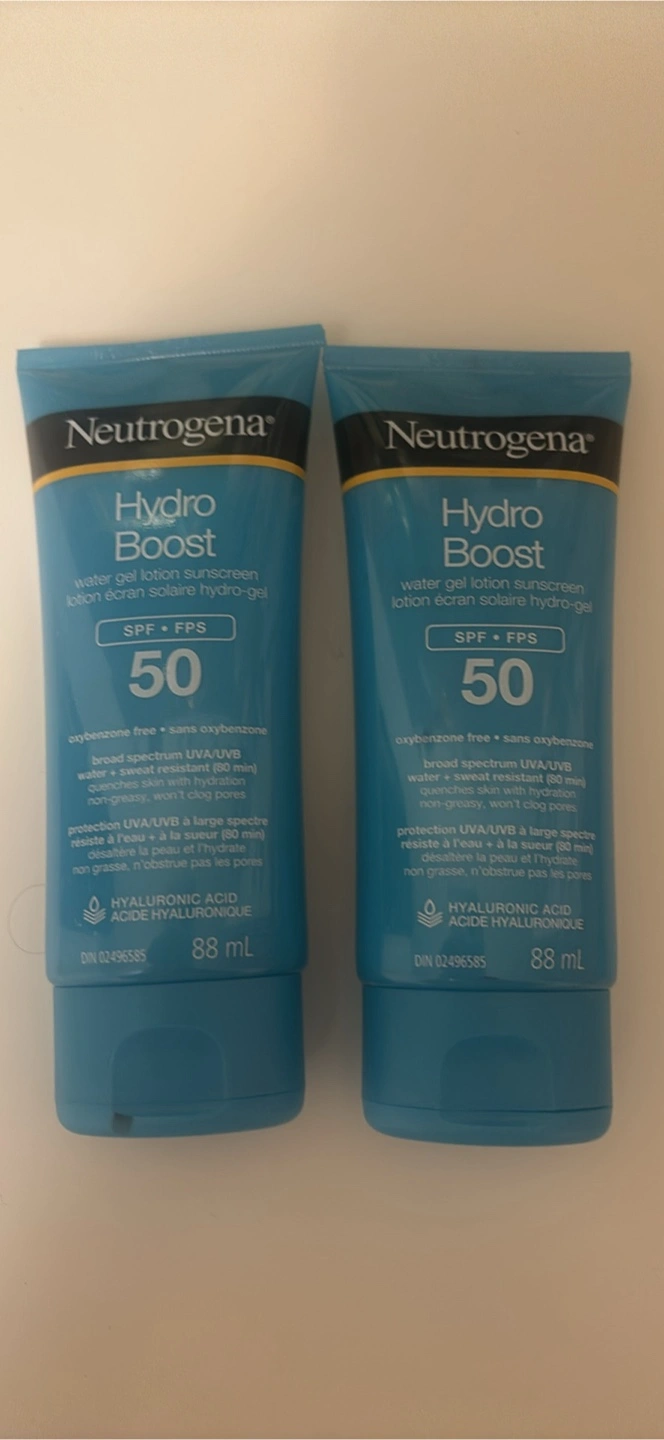 Neutrogena®
Hydro
Boost
water gel lotion sunscreen
lotion écran solaire hydro-gel
SPF • FPS
50
oxybenzone free • sans oxybenzone
broad spectrum UVA/UVB
water + sweat resistant (80 min)
quenches skin with hydration
non-greasy, won't clog pores
protection UVA/UVB à large spectre
résiste à l'eau + à la sueur (80 min)
désaltère la peau et l'hydrate
non grasse, n'obstrue pas les pores
HYALURONIC ACID
ACIDE HYALURONIQUE
DIN 02496585 88 mL
Neutrogena®
Hydro
Boost
water gel lotion sunscreen
lotion écran solaire hydro-gel
SPF • FPS
50
oxybenzone free • sans oxybenzone
broad spectrum UVA/UVB
water + sweat resistant (80 min)
quenches skin with hydration
non-greasy, won't clog pores
protection UVA/UVB à large spectre
résiste à l'eau + à la sueur (80 min)
désaltère la peau et l'hydrate
non grasse, n'obstrue pas les pores
HYALURONIC ACID
ACIDE HYALURONIQUE
DIN 02496585 88 mL